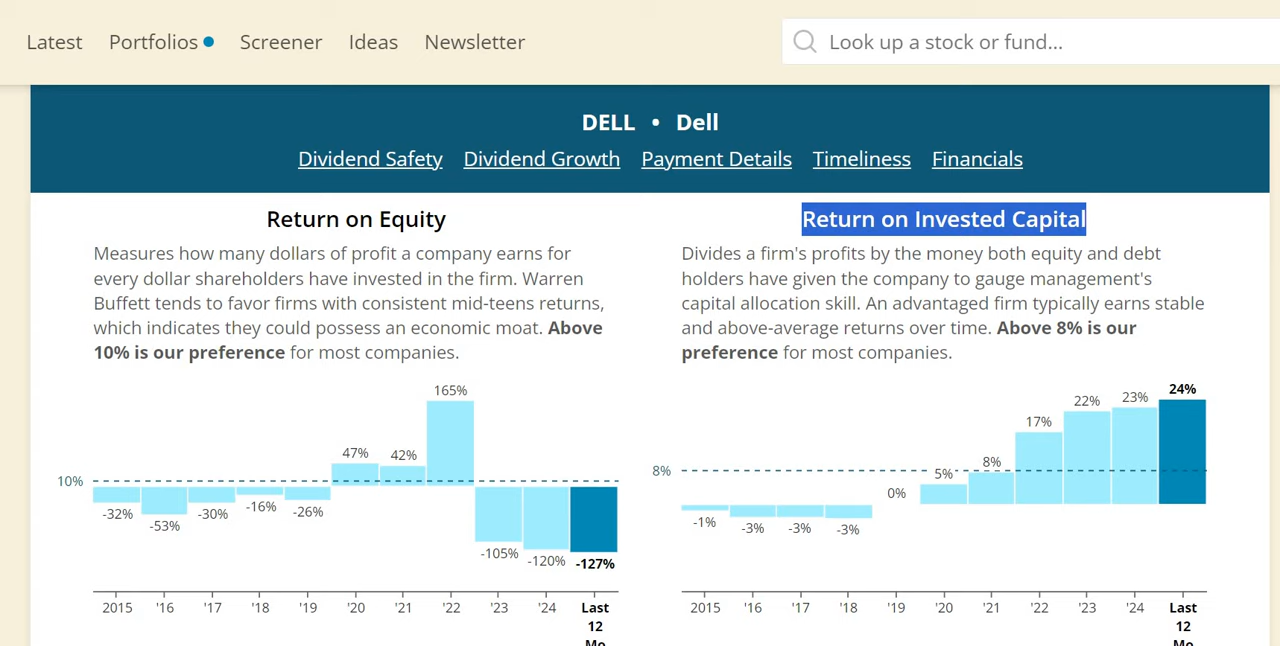 Latest Portfolios Screener Ideas Newsletter Look up a stock or fund...
DELL • Dell
Dividend Safety Dividend Growth Payment Details Timeliness Financials
Return on Equity
Measures how many dollars of profit a company earns for
every dollar shareholders have invested in the firm. Warren
Buffett tends to favor firms with consistent mid-teens returns,
which indicates they could possess an economic moat. Above
10% is our preference for most companies.
165%
47%
42%
10%
-32%
-53%
-30%
-16%
-26%
-105%
-120%
-127%
2015 '16 '17 '18 '19 '20 '21 '22 '23 '24 Last
12
Mo
Return on Invested Capital
Divides a firm's profits by the money both equity and debt
holders have given the company to gauge management's
capital allocation skill. An advantaged firm typically earns stable
and above-average returns over time. Above 8% is our
preference for most companies.
24%
23%
22%
17%
8%
8%
5%
0%
-1%
-3%
-3%
-3%
2015 '16 '17 '18 '19 '20 '21 '22 '23 '24 Last
12
Mo